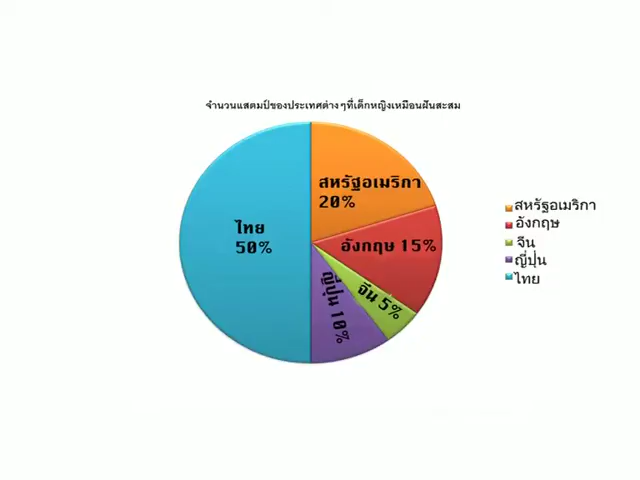 จำนวนแสตมป์ของประเทศต่างๆที่เด็กหญิงเหมือนฝันสะสม
สหรัฐอเมริกา
20%
ไทย
50%
อังกฤษ 15%
จีน 5%
ญี่ปุ่น 10%
สหรัฐอเมริกา
อังกฤษ
จีน
ญี่ปุ่น
ไทย